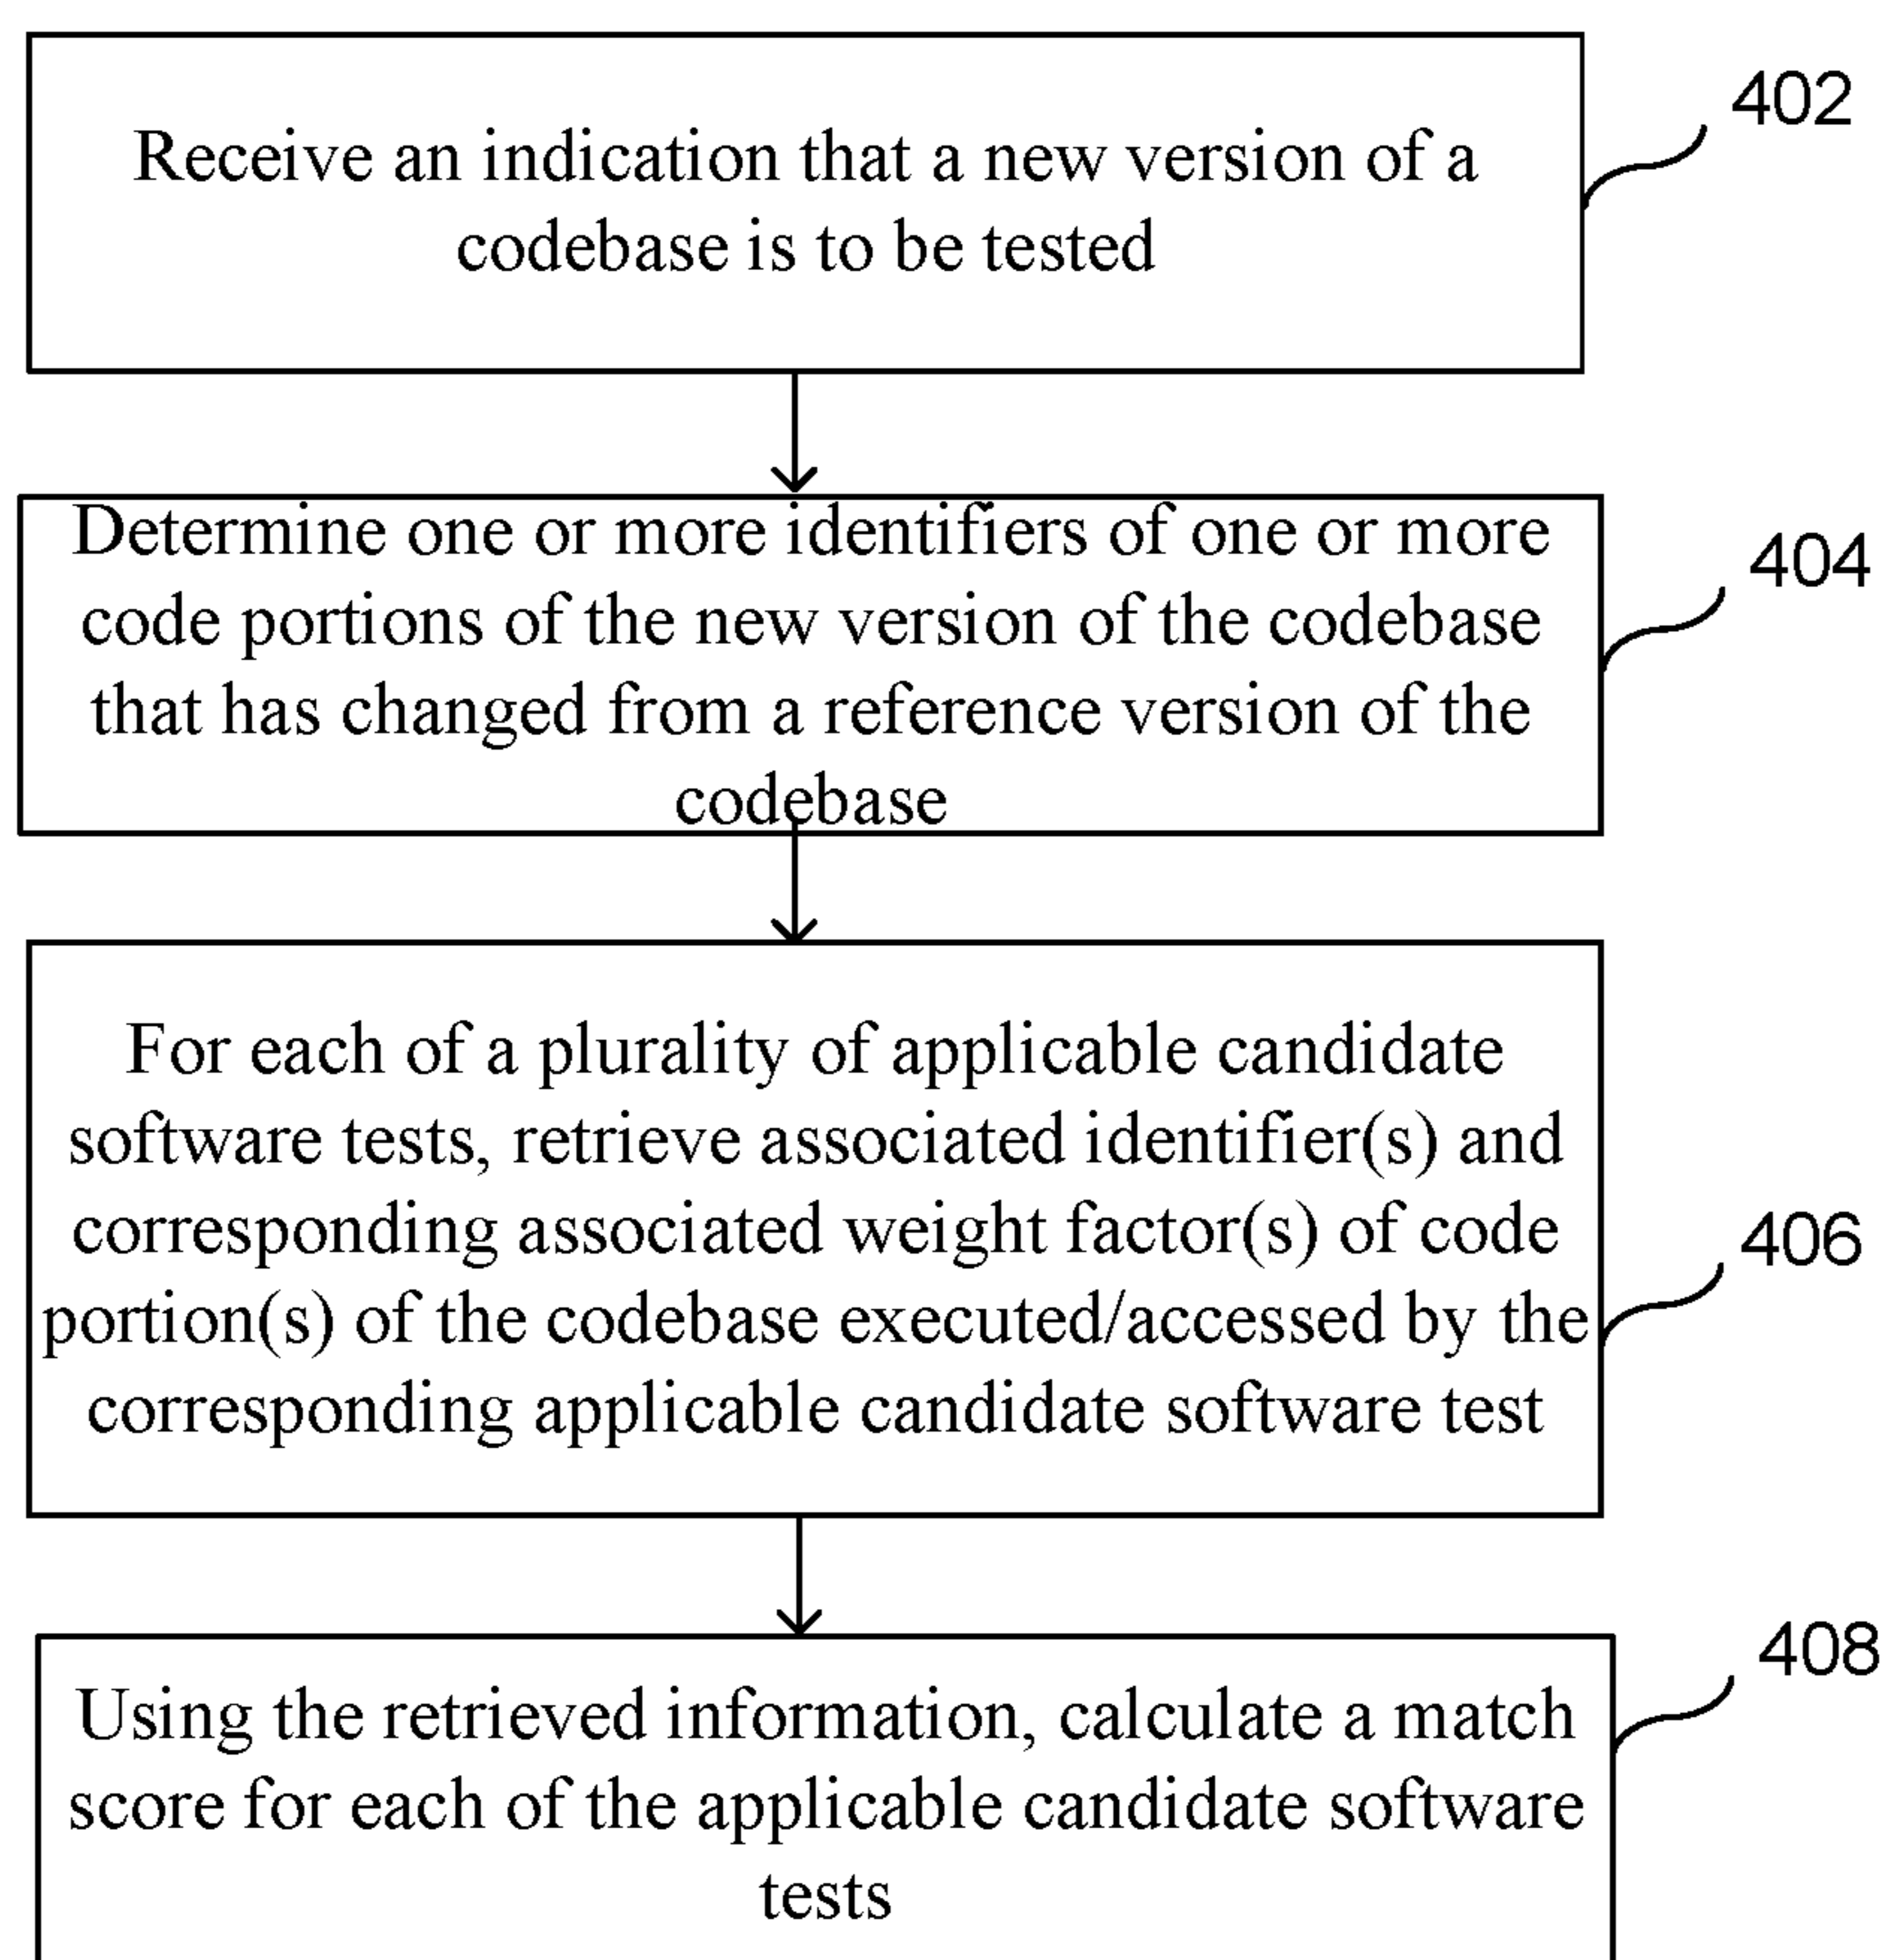 Receive an indication that a new version of a
codebase is to be tested
402
Determine one or more identifiers of one or more
code portions of the new version of the codebase
that has changed from a reference version of the
codebase
404
For each of a plurality of applicable candidate
software tests, retrieve associated identifier(s) and
corresponding associated weight factor(s) of code
portion(s) of the codebase executed/accessed by the
corresponding applicable candidate software test
406
Using the retrieved information, calculate a match
score for each of the applicable candidate software
tests
408